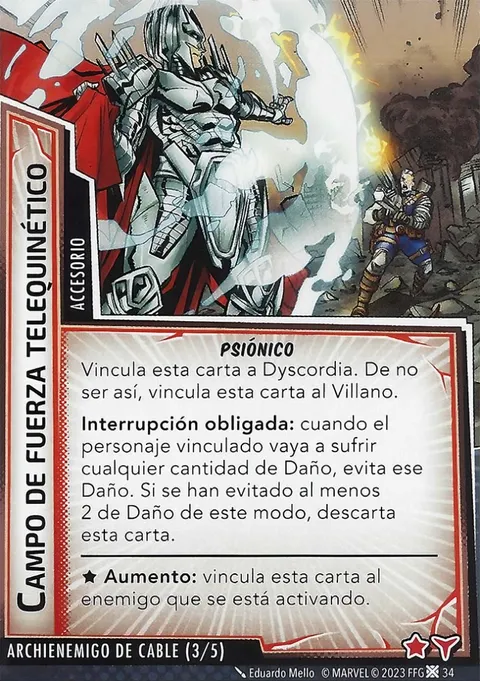 CAMPO DE FUERZA TELEQUINÉTICO
ACCESORIO
PSIÓNICO
Vincula esta carta a Dyscordia. De no
ser así, vincula esta carta al Villano.
Interrupción obligada: cuando el
personaje vinculado vaya a sufrir
cualquier cantidad de Daño, evita ese
Daño. Si se han evitado al menos
2 de Daño de este modo, descarta
esta carta.
★ Aumento: vincula esta carta al
enemigo que se está activando.
ARCHIENEMIGO DE CABLE (3/5)
Eduardo Mello © MARVEL © 2023 FFG 34